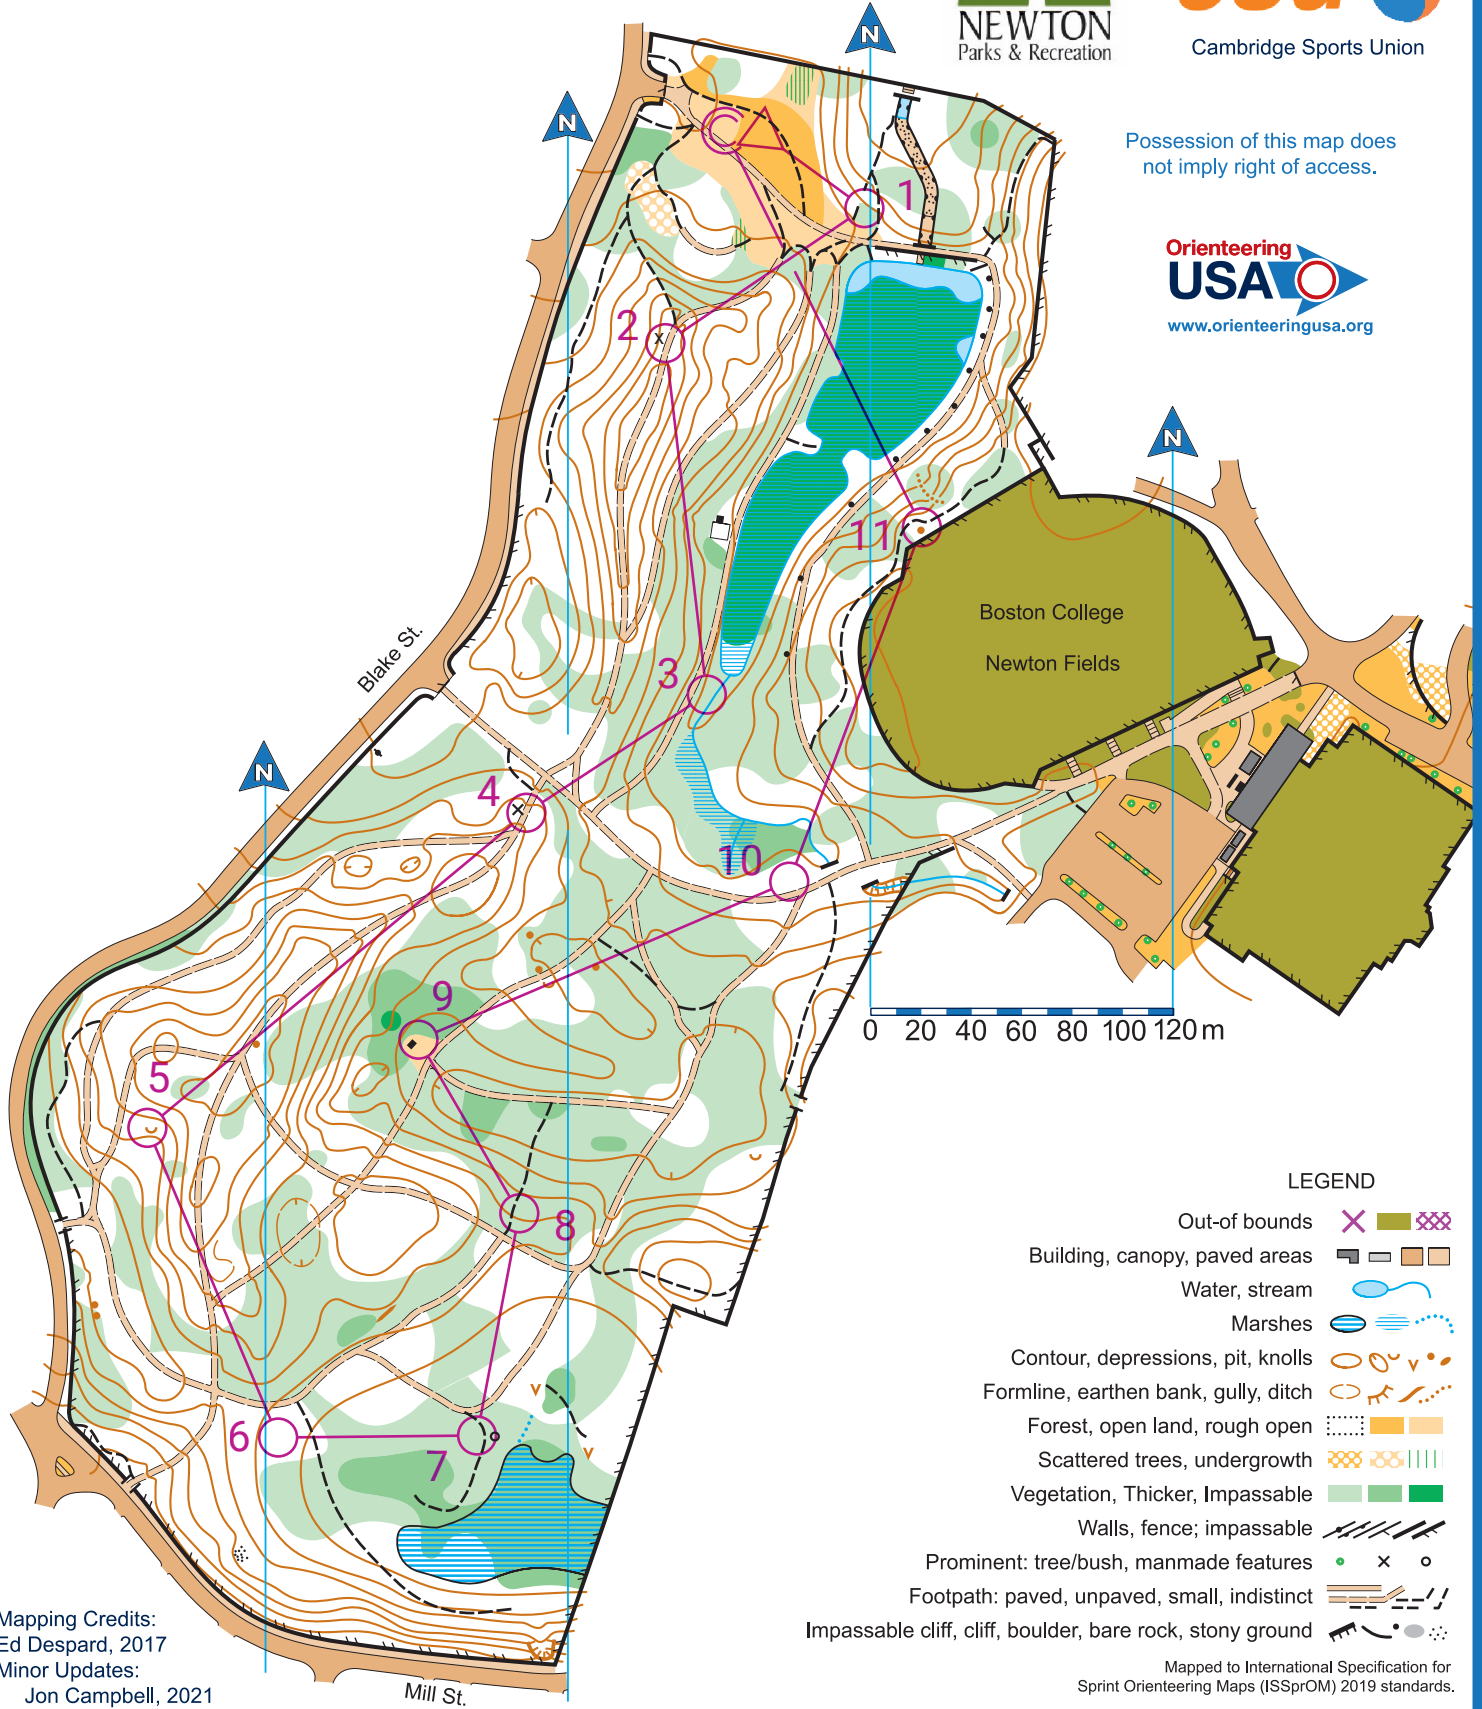 NEWTON
Parks & Recreation
Cambridge Sports Union
N
N
Possession of this map does
not imply right of access.
1
Orienteering
USA
www.orienteeringusa.org
2
N
11
Boston College
Newton Fields
Blake St.
3
N
4
10
9
0 20 40 60 80 100 120 m
5
8
6
7
LEGEND
Out-of bounds
Building, canopy, paved areas
Water, stream
Marshes
Contour, depressions, pit, knolls
Formline, earthen bank, gully, ditch
Forest, open land, rough open
Scattered trees, undergrowth
Vegetation, Thicker, Impassable
Walls, fence; impassable
Prominent: tree/bush, manmade features
Footpath: paved, unpaved, small, indistinct
Impassable cliff, cliff, boulder, bare rock, stony ground
Mapped to International Specification for
Sprint Orienteering Maps (ISSprOM) 2019 standards.
Mapping Credits:
Ed Despard, 2017
Minor Updates:
Jon Campbell, 2021
Mill St.